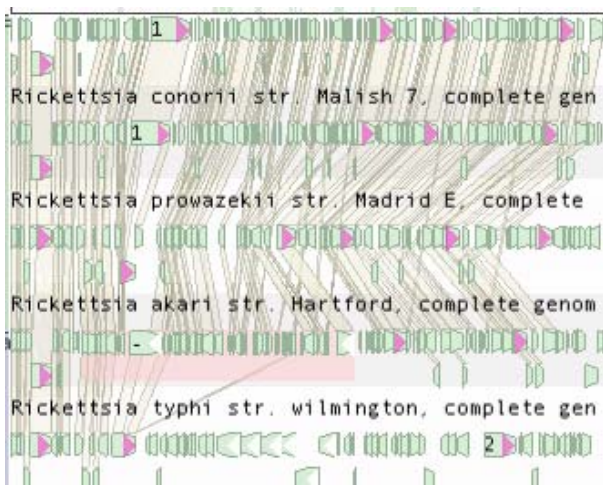 1
Rickettsia conorii str. Malish 7, complete gen
1
Rickettsia prowazekii str. Madrid E, complete
Rickettsia akari str. Hartford, complete genom
-
Rickettsia typhi str. wilmington, complete gen
2